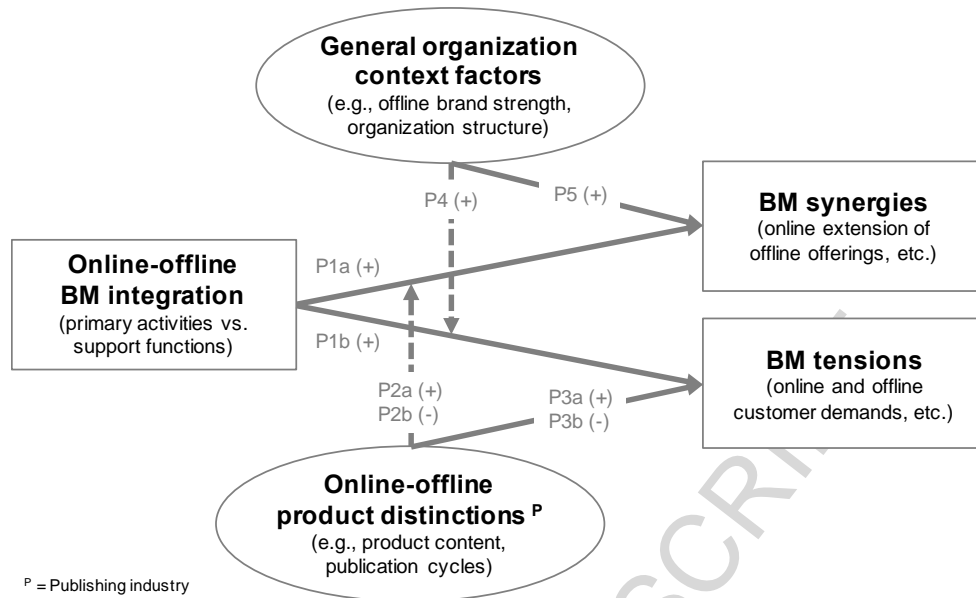 General organization
context factors
(e.g., offline brand strength,
organization structure)
P4 (+)
P5 (+)
BM synergies
(online extension of
offline offerings, etc.)
Online-offline
BM integration
(primary activities vs.
support functions)
P1a (+)
P1b (+)
P2a (+)
P2b (-)
P3a (+)
P3b (-)
BM tensions
(online and offline
customer demands, etc.)
Online-offline
product distinctions P
(e.g., product content,
publication cycles)
P = Publishing industry
SCRI